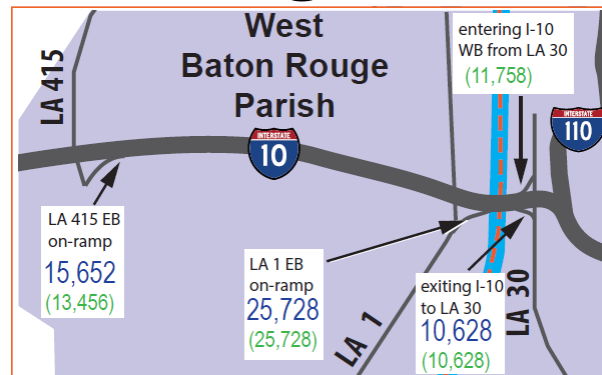 West
Baton Rouge
Parish
entering I-10
WB from LA 30
(11,758)
LA 415
INTERSTATE
10
INTERSTATE
110
LA 415 EB
on-ramp
15,652
(13,456)
LA 1 EB
on-ramp
25,728
(25,728)
exiting I-10
to LA 30
10,628
(10,628)
LA 1
LA 30